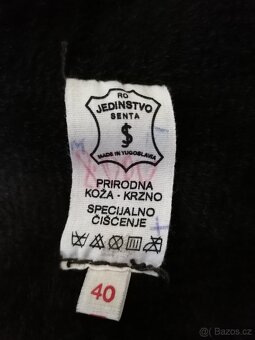 RO
JEDINSTVO
SENTA
S
MADE IN YUGOSLAVIA
PRIRODNA
KOŽA - KRZNO
SPECIJALNO
ČIŠĆENJE
40
Bazos.cz